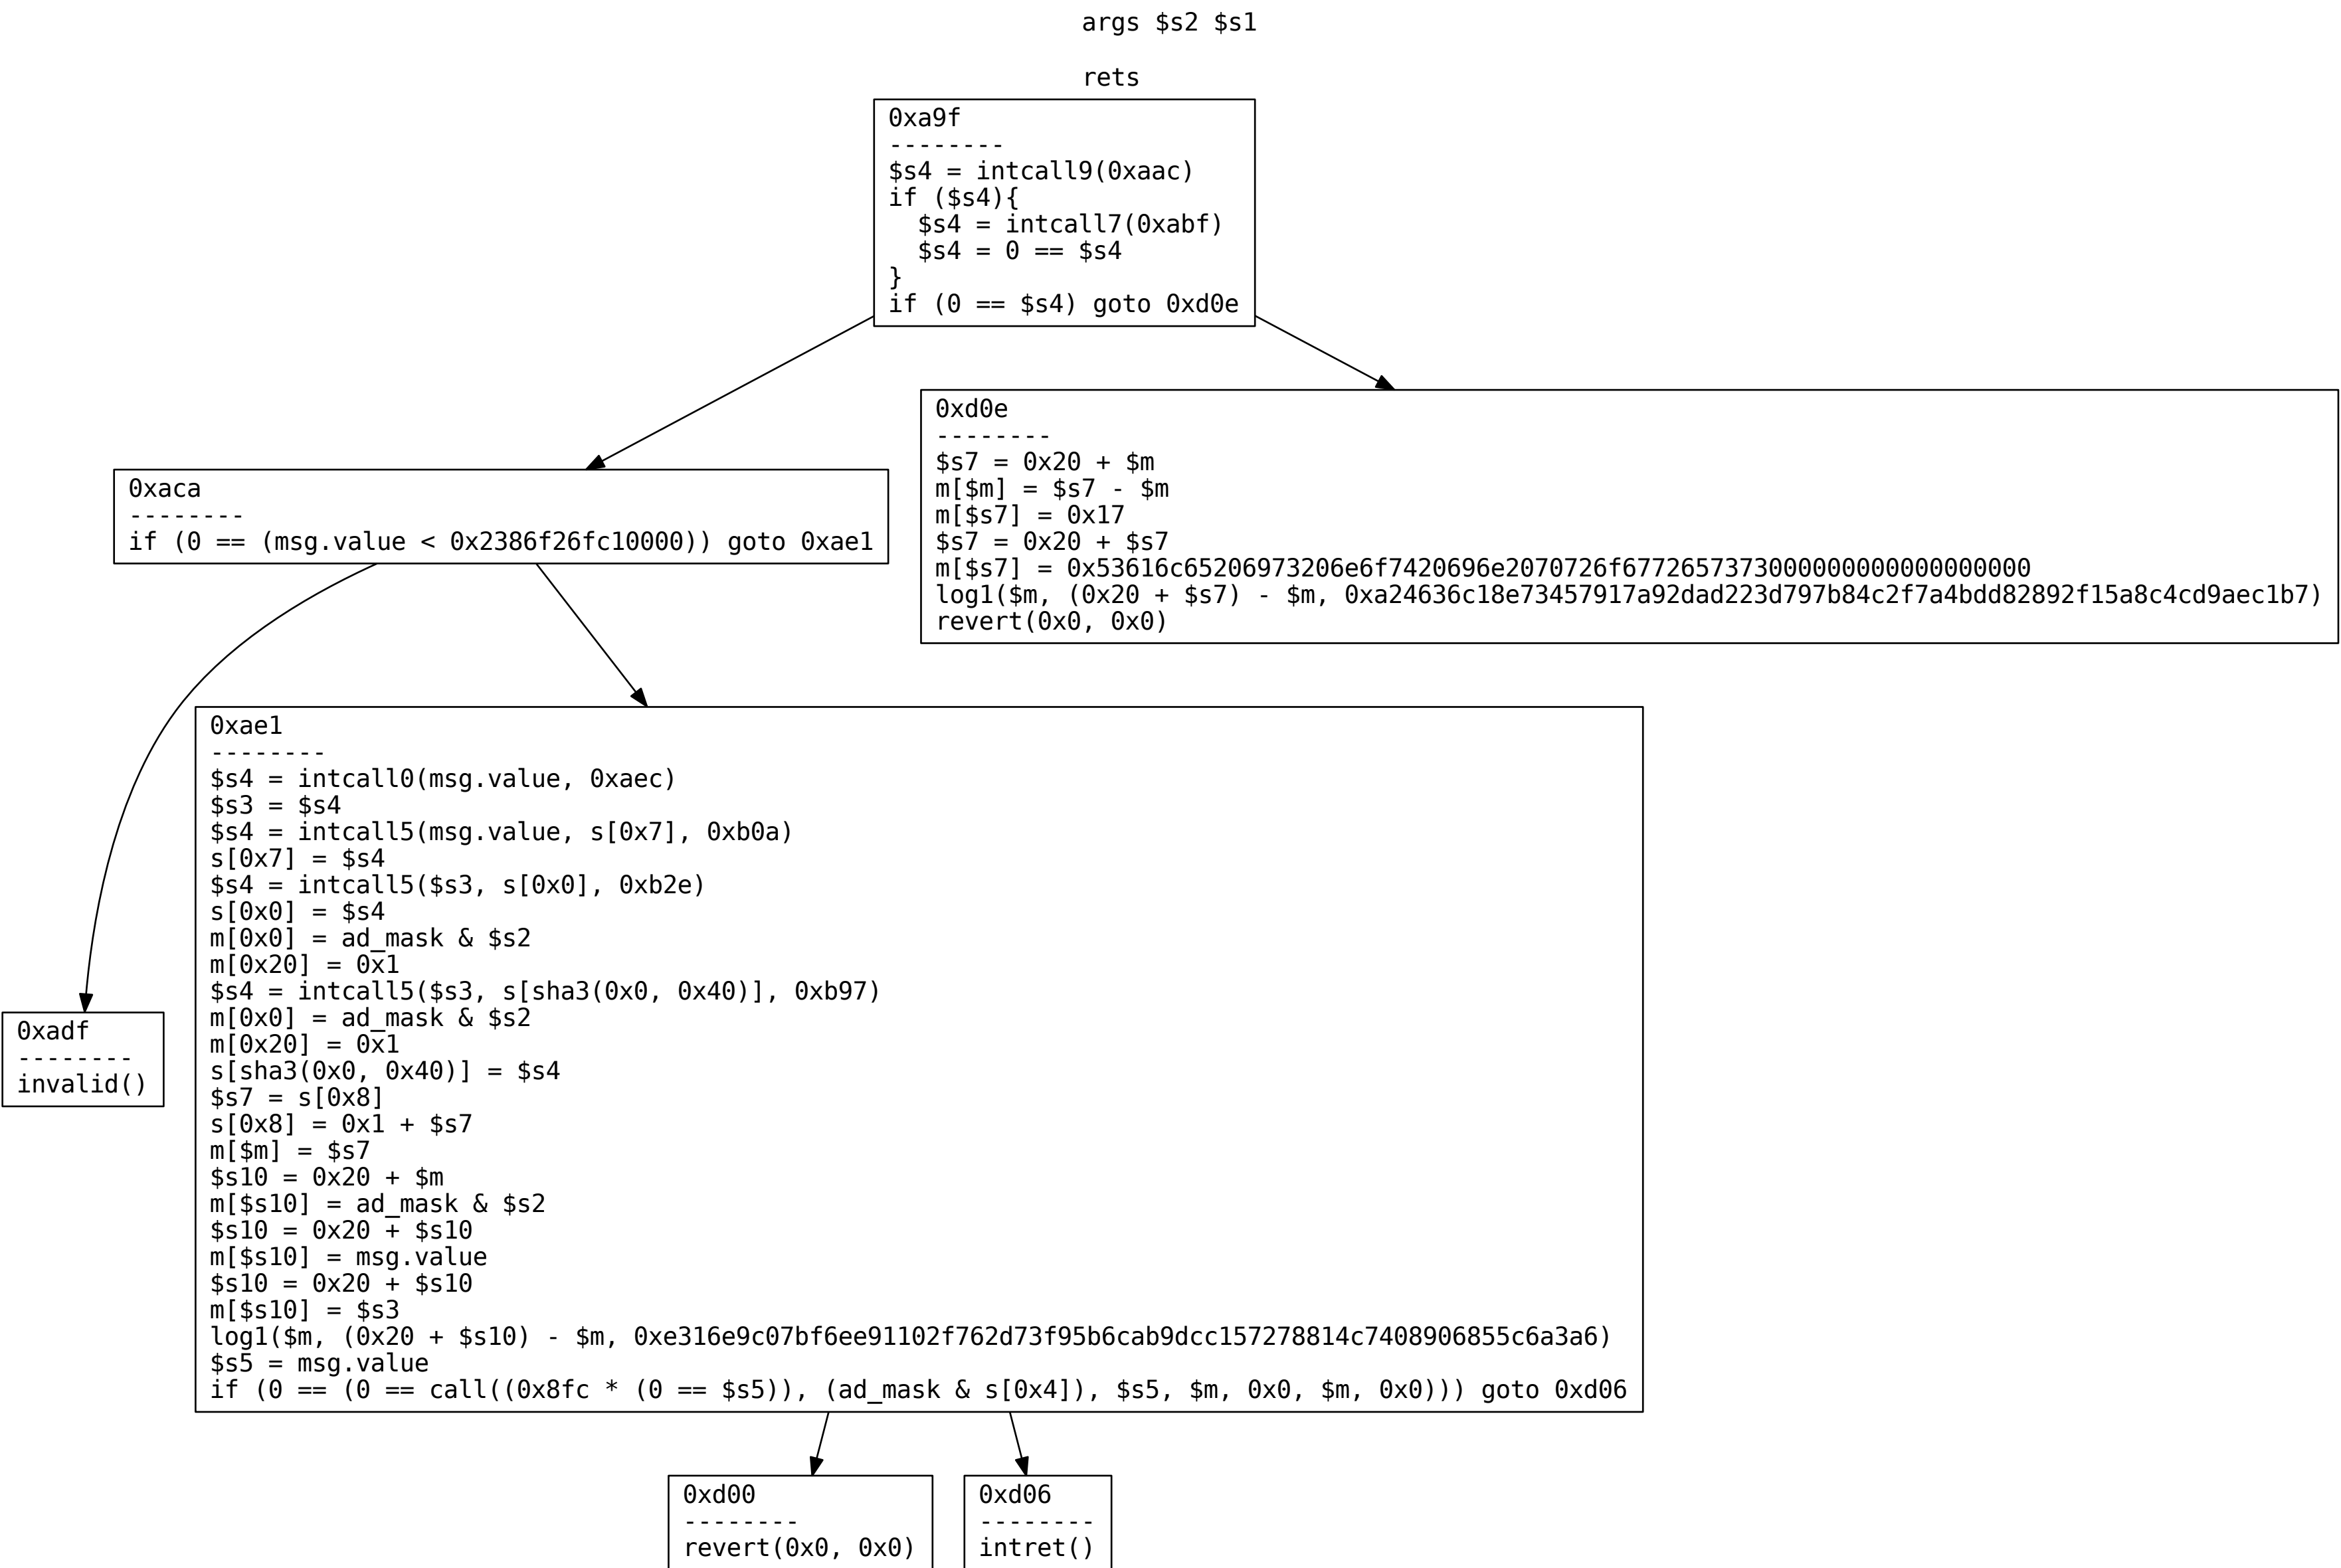 args $s2 $s1
rets
0xa9f
--------
$s4 = intcall9(0xaac)
if ($s4){
  $s4 = intcall7(0xabf)
  $s4 = 0 == $s4
}
if (0 == $s4) goto 0xd0e
0xd0e
--------
$s7 = 0x20 + $m
m[$m] = $s7 - $m
m[$s7] = 0x17
$s7 = 0x20 + $s7
m[$s7] = 0x53616c65206973206e6f7420696e2070726f6772657373000000000000000000
log1($m, (0x20 + $s7) - $m, 0xa24636c18e73457917a92dad223d797b84c2f7a4bdd82892f15a8c4cd9aec1b7)
revert(0x0, 0x0)
0xaca
--------
if (0 == (msg.value < 0x2386f26fc10000)) goto 0xae1
0xae1
--------
$s4 = intcall0(msg.value, 0xaec)
$s3 = $s4
$s4 = intcall5(msg.value, s[0x7], 0xb0a)
s[0x7] = $s4
$s4 = intcall5($s3, s[0x0], 0xb2e)
s[0x0] = $s4
m[0x0] = ad_mask & $s2
m[0x20] = 0x1
$s4 = intcall5($s3, s[sha3(0x0, 0x40)], 0xb97)
m[0x0] = ad_mask & $s2
m[0x20] = 0x1
s[sha3(0x0, 0x40)] = $s4
$s7 = s[0x8]
s[0x8] = 0x1 + $s7
m[$m] = $s7
$s10 = 0x20 + $m
m[$s10] = ad_mask & $s2
$s10 = 0x20 + $s10
m[$s10] = msg.value
$s10 = 0x20 + $s10
m[$s10] = $s3
log1($m, (0x20 + $s10) - $m, 0xe316e9c07bf6ee91102f762d73f95b6cab9dcc157278814c7408906855c6a3a6)
$s5 = msg.value
if (0 == (0 == call((0x8fc * (0 == $s5)), (ad_mask & s[0x4]), $s5, $m, 0x0, $m, 0x0))) goto 0xd06
0xadf
--------
invalid()
0xd00
--------
revert(0x0, 0x0)
0xd06
--------
intret()